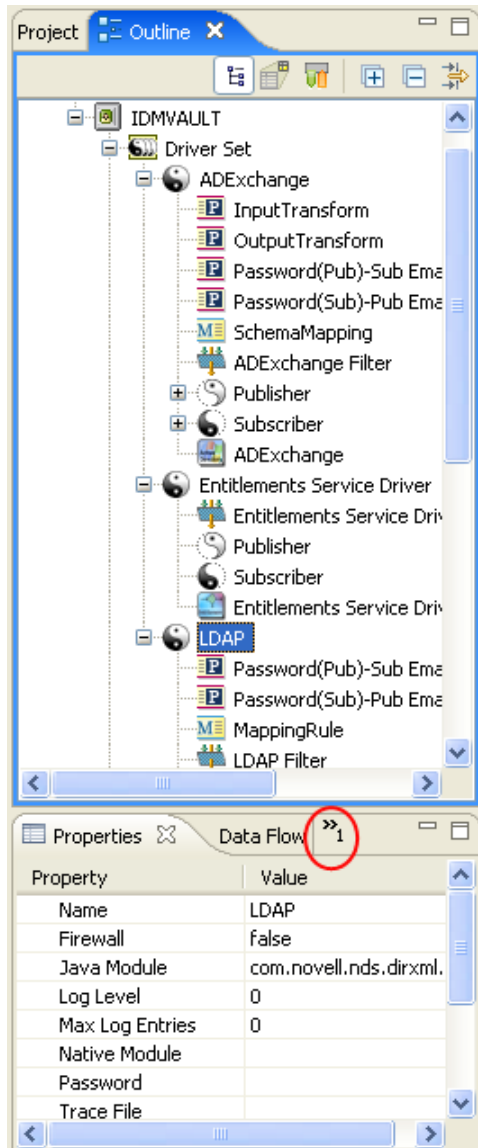 Project Outline
IDMVAULT
Driver Set
ADExchange
InputTransform
OutputTransform
Password(Pub)-Sub Ema
Password(Sub)-Pub Ema
SchemaMapping
ADExchange Filter
Publisher
Subscriber
ADExchange
Entitlements Service Driver
Entitlements Service Driv
Publisher
Subscriber
Entitlements Service Driv
LDAP
Password(Pub)-Sub Ema
Password(Sub)-Pub Ema
MappingRule
LDAP Filter
Properties Data Flow »1
Property Value
Name LDAP
Firewall false
Java Module com.novell.nds.dirxml.
Log Level 0
Max Log Entries 0
Native Module
Password
Trace File